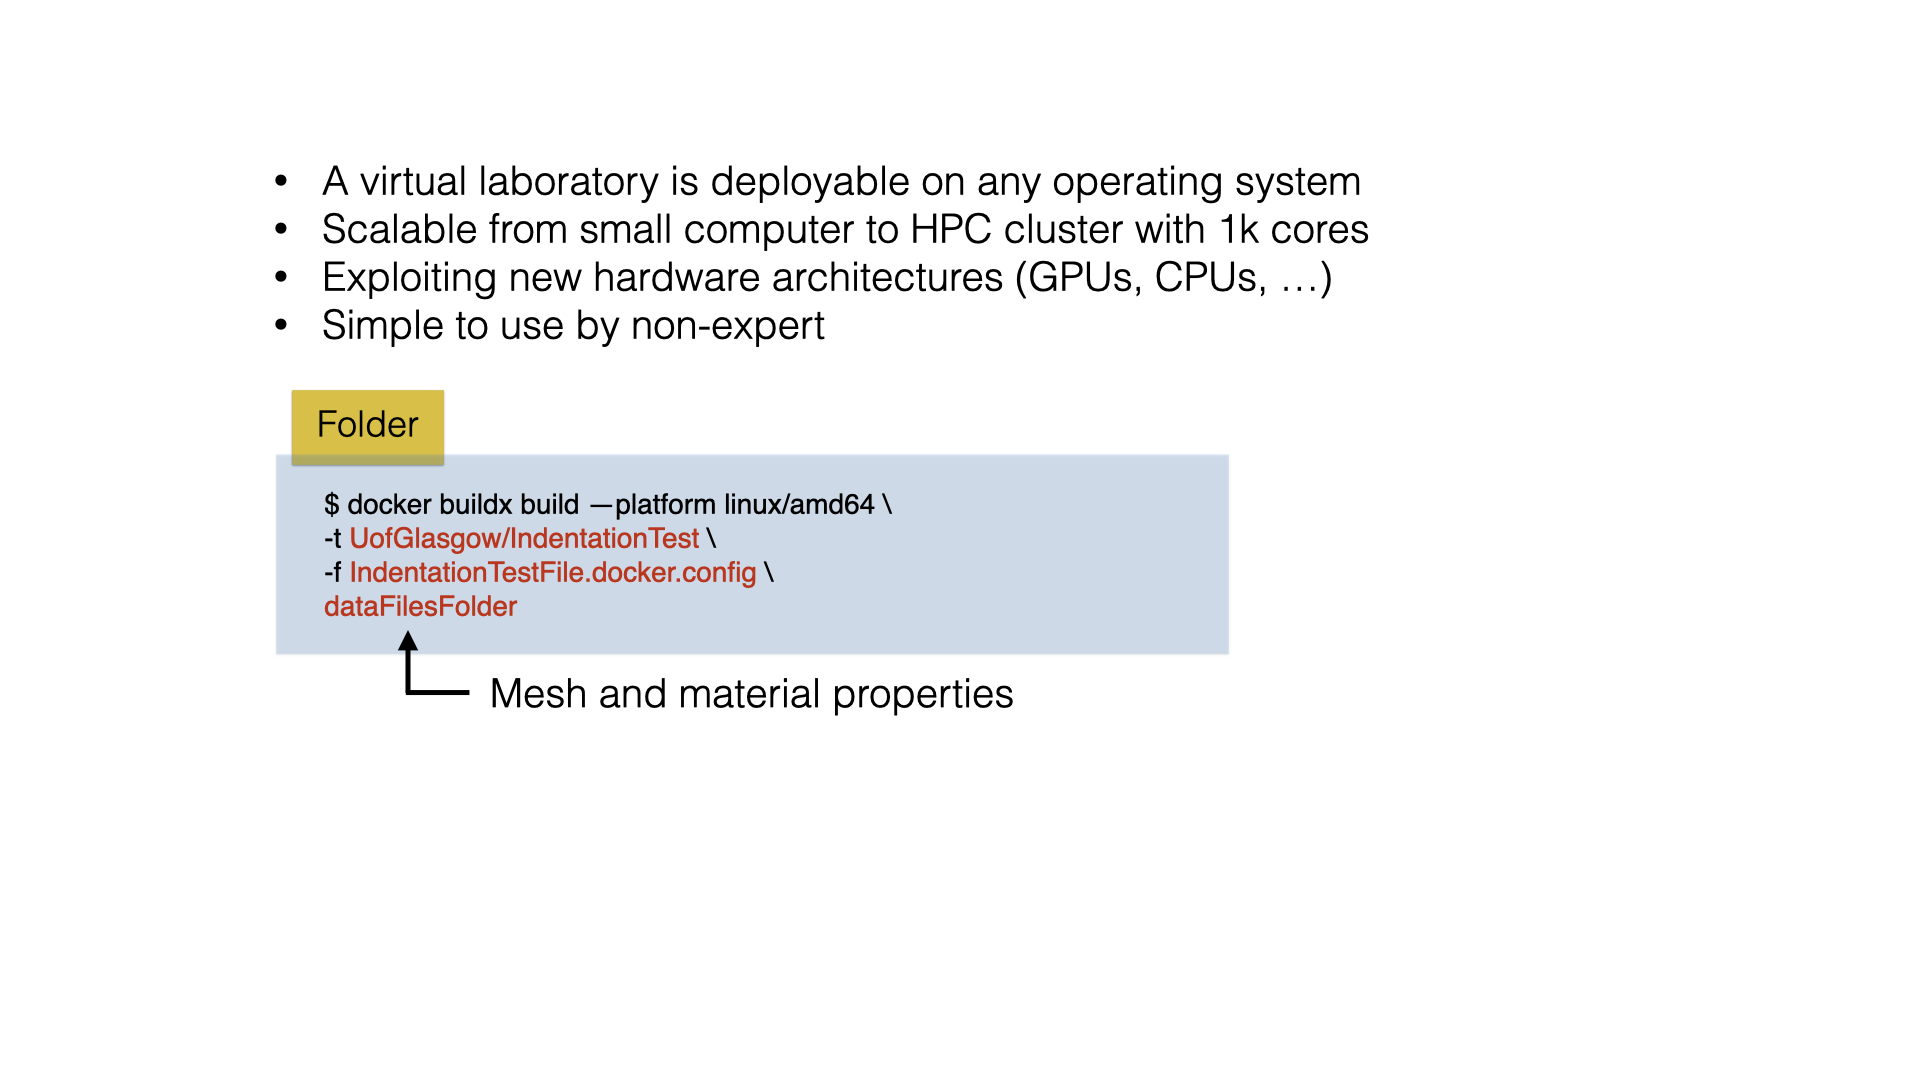 • A virtual laboratory is deployable on any operating system
• Scalable from small computer to HPC cluster with 1k cores
• Exploiting new hardware architectures (GPUs, CPUs, …)
• Simple to use by non-expert
Folder
$ docker buildx build —platform linux/amd64 \
-t UofGlasgow/IndentationTest \
-f IndentationTestFile.docker.config \
dataFilesFolder
Mesh and material properties